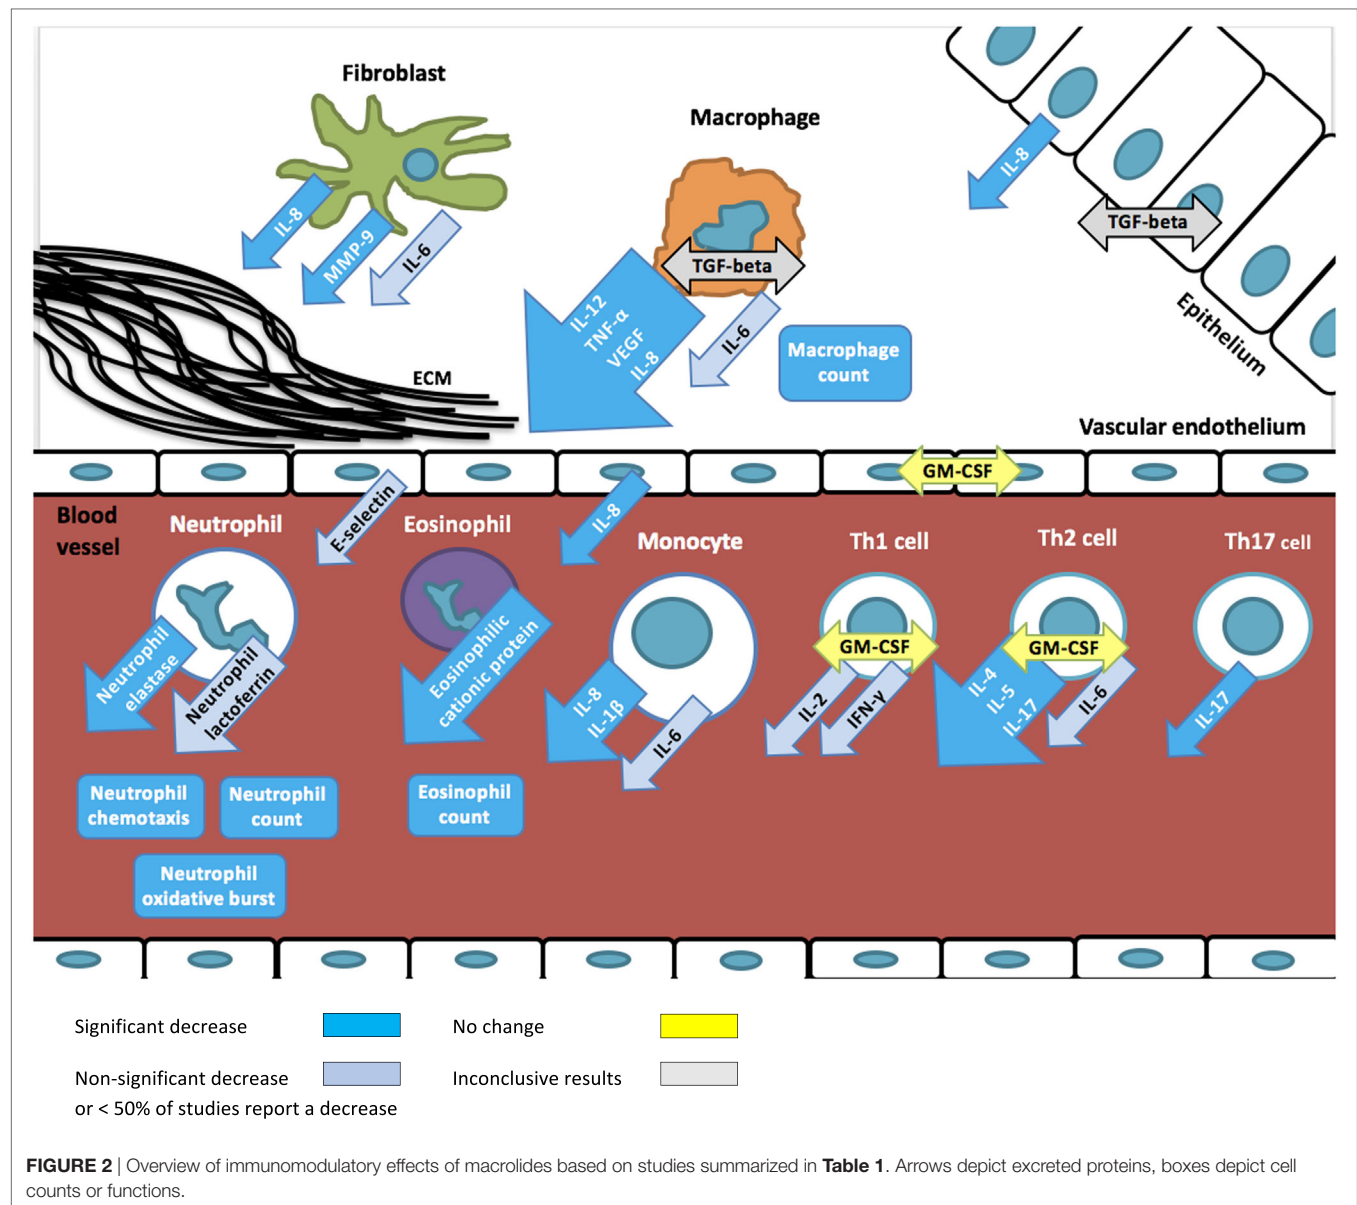 Fibroblast
Macrophage
IL-8
MMP-9
IL-6
TGF-beta
IL-12
TNF-α
VEGF
IL-8
IL-6
Macrophage
count
IL-8
TGF-beta
Epithelium
ECM
Vascular endothelium
GM-CSF
Blood
vessel
E-selectin
IL-8
Neutrophil
Neutrophil
elastase
Neutrophil
lactoferrin
Neutrophil
chemotaxis
Neutrophil
count
Neutrophil
oxidative burst
Eosinophil
Eosinophilic
cationic protein
Eosinophil
count
Monocyte
IL-8
IL-1β
IL-6
Th1 cell
GM-CSF
IL-2
IFN-γ
Th2 cell
GM-CSF
IL-4
IL-5
IL-17
IL-6
Th17 cell
IL-17
Significant decrease
No change
Non-significant decrease
or < 50% of studies report a decrease
Inconclusive results
FIGURE 2 | Overview of immunomodulatory effects of macrolides based on studies summarized in Table 1. Arrows depict excreted proteins, boxes depict cell
counts or functions.